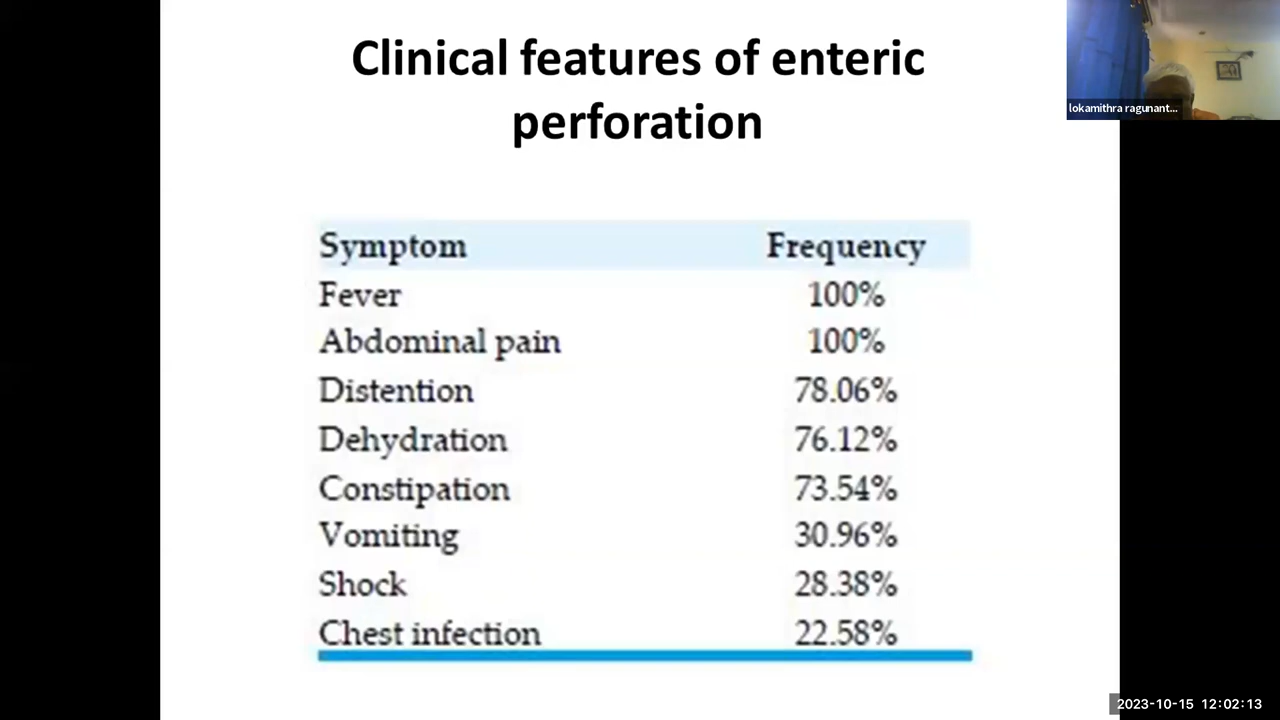 Clinical features of enteric
perforation
lokamithra ragunant...
Symptom Frequency
Fever 100%
Abdominal pain 100%
Distention 78.06%
Dehydration 76.12%
Constipation 73.54%
Vomiting 30.96%
Shock 28.38%
Chest infection 22.58%
2023-10-15 12:02:13